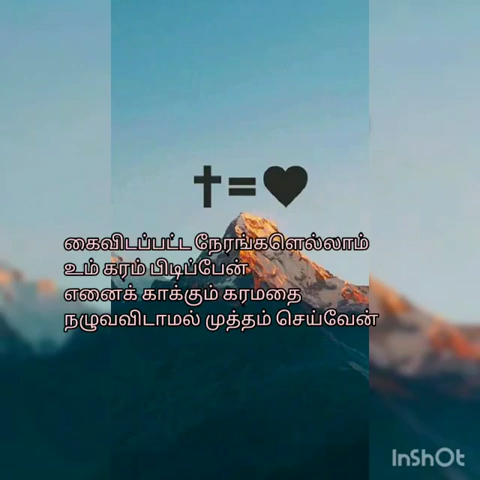 ✝=♥
கைவிடப்பட்ட நேரங்களெல்லாம்
உம் கரம் பிடிப்பேன்
எனைக் காக்கும் கரமதை
நழுவவிடாமல் முத்தம் செய்வேன்
InShOt